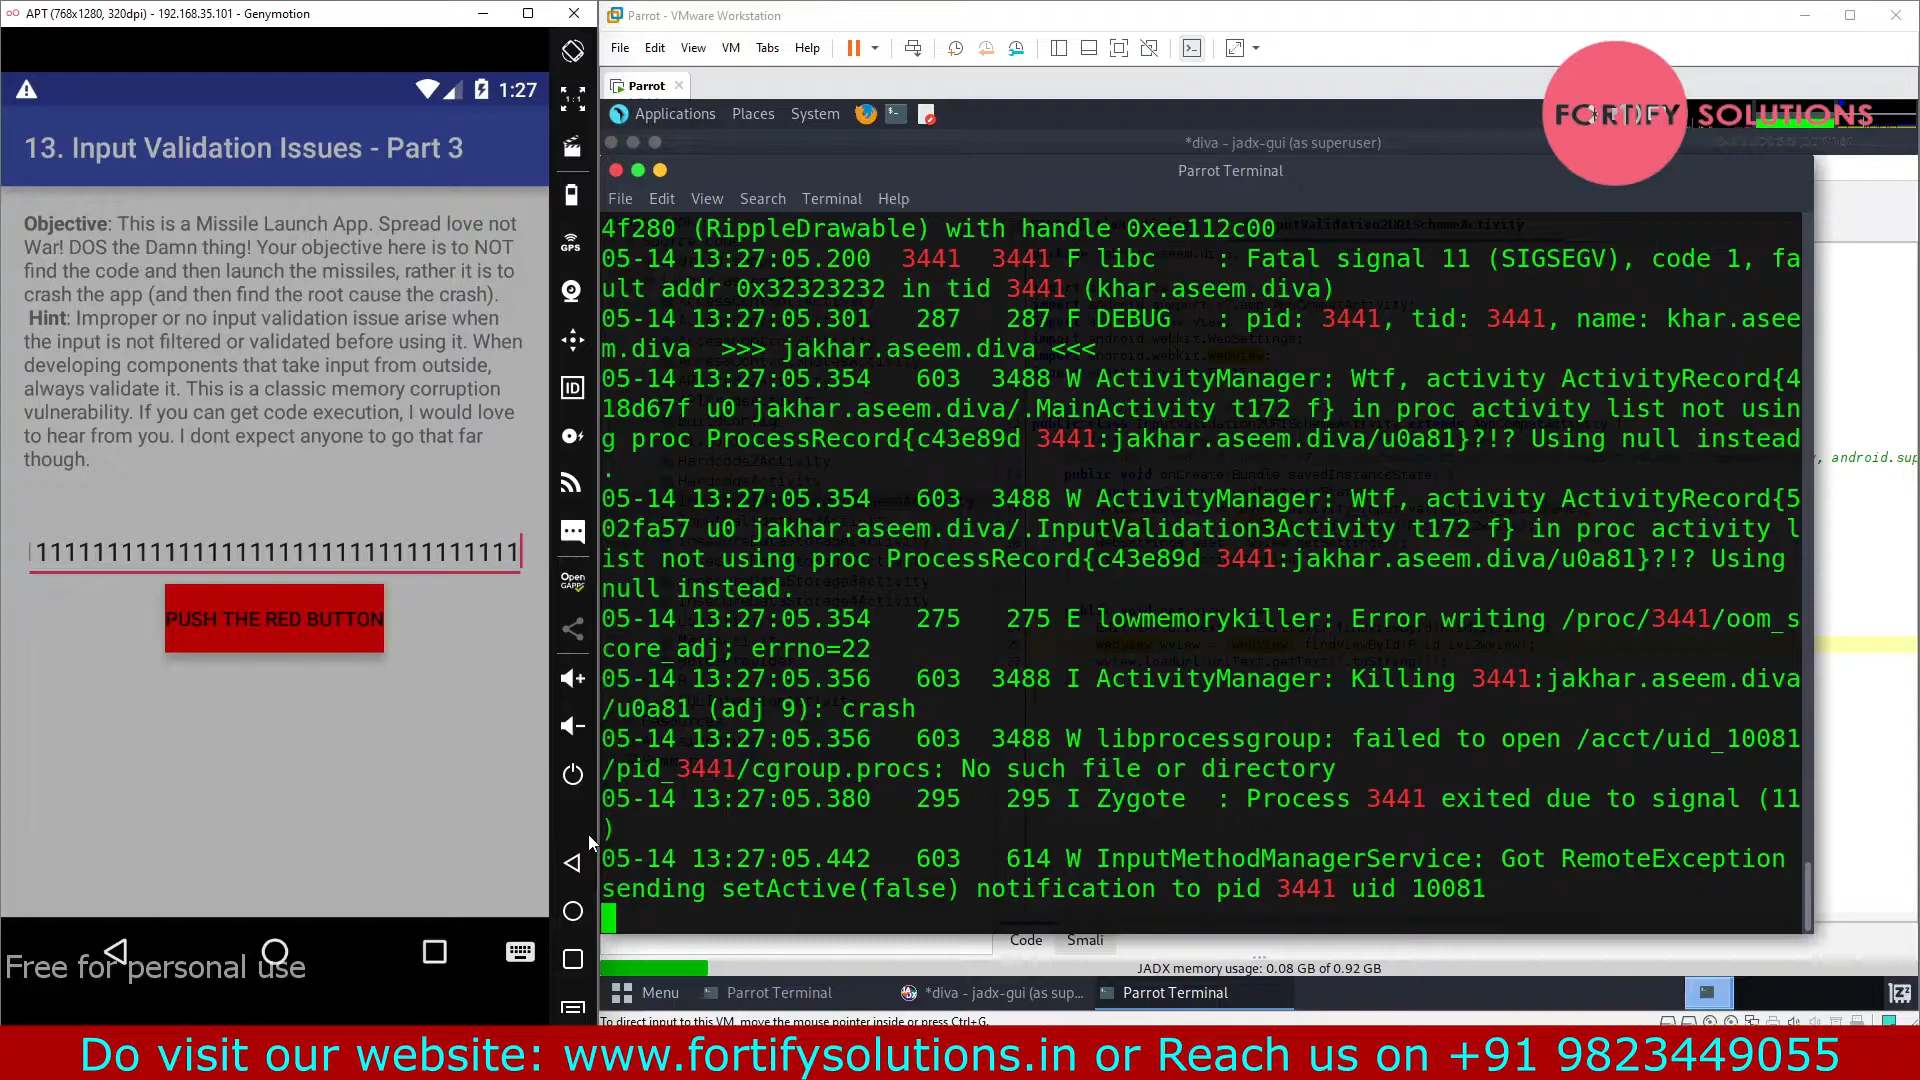 APT (768x1280, 320dpi) - 192.168.35.101 - Genymotion
1:27
13. Input Validation Issues - Part 3
Objective: This is a Missile Launch App. Spread love not
War! DOS the Damn thing! Your objective here is to NOT
find the code and then launch the missiles, rather it is to
crash the app (and then find the root cause the crash).
Hint: Improper or no input validation issue arise when
the input is not filtered or validated before using it. When
developing components that take input from outside,
always validate it. This is a classic memory corruption
vulnerability. If you can get code execution, I would love
to hear from you. I dont expect anyone to go that far
though.
1111111111111111111111111111111111
PUSH THE RED BUTTON
Free for personal use
1:1
GPS
ID
Open
GAPPS
Parrot - VMware Workstation
File Edit View VM Tabs Help
Parrot
Applications Places System
FORTIFY SOLUTIONS
*diva - jadx-gui (as superuser)
Parrot Terminal
File Edit View Search Terminal Help
4f280 (RippleDrawable) with handle 0xee112c00
05-14 13:27:05.200 3441 3441 F libc : Fatal signal 11 (SIGSEGV), code 1, fa
ult addr 0x32323232 in tid 3441 (khar.aseem.diva)
05-14 13:27:05.301 287 287 F DEBUG : pid: 3441, tid: 3441, name: khar.asee
m.diva >>> jakhar.aseem.diva <<<
05-14 13:27:05.354 603 3488 W ActivityManager: Wtf, activity ActivityRecord{4
18d67f u0 jakhar.aseem.diva/.MainActivity t172 f} in proc activity list not usin
g proc ProcessRecord{c43e89d 3441:jakhar.aseem.diva/u0a81}?!? Using null instead
.
05-14 13:27:05.354 603 3488 W ActivityManager: Wtf, activity ActivityRecord{5
02fa57 u0 jakhar.aseem.diva/.InputValidation3Activity t172 f} in proc activity l
ist not using proc ProcessRecord{c43e89d 3441:jakhar.aseem.diva/u0a81}?!? Using
null instead.
05-14 13:27:05.354 275 275 E lowmemorykiller: Error writing /proc/3441/oom_s
core_adj; errno=22
05-14 13:27:05.356 603 3488 I ActivityManager: Killing 3441:jakhar.aseem.diva
/u0a81 (adj 9): crash
05-14 13:27:05.356 603 3488 W libprocessgroup: failed to open /acct/uid_10081
/pid_3441/cgroup.procs: No such file or directory
05-14 13:27:05.380 295 295 I Zygote : Process 3441 exited due to signal (11
)
05-14 13:27:05.442 603 614 W InputMethodManagerService: Got RemoteException
sending setActive(false) notification to pid 3441 uid 10081
, android.sup
Code Smali
JADX memory usage: 0.08 GB of 0.92 GB
Menu Parrot Terminal *diva - jadx-gui (as sup... Parrot Terminal
To direct input to this VM, move the mouse pointer inside or press Ctrl+G.
Do visit our website: www.fortifysolutions.in or Reach us on +91 9823449055